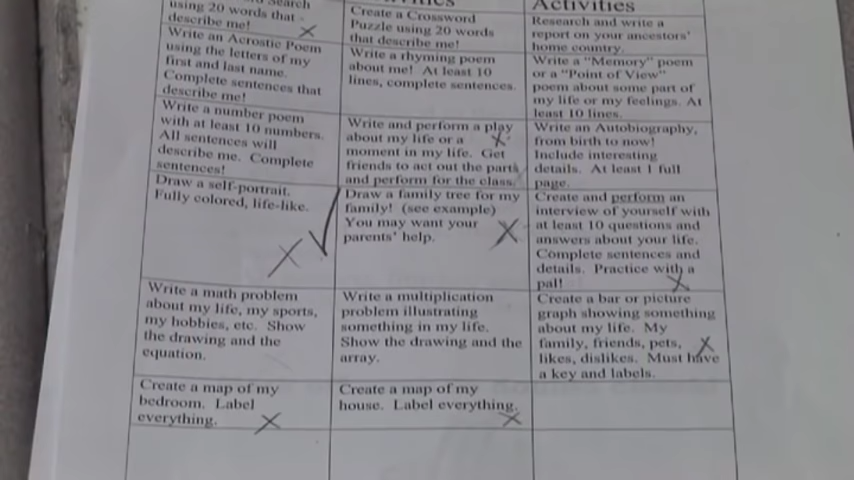 Search
Activities
using 20 words that
describe me!
Create a Crossword
Puzzle using 20 words
that describe me!
Research and write a
report on your ancestors'
home country.
Write an Acrostic Poem
using the letters of my
first and last name.
Complete sentences that
describe me!
Write a rhyming poem
about me! At least 10
lines, complete sentences.
Write a "Memory" poem
or a "Point of View"
poem about some part of
my life or my feelings. At
least 10 lines.
Write a number poem
with at least 10 numbers.
All sentences will
describe me. Complete
sentences!
Write and perform a play
about my life or a
moment in my life. Get
friends to act out the parts
and perform for the class.
Write an Autobiography,
from birth to now!
Include interesting
details. At least 1 full
page.
Draw a self-portrait.
Fully colored, life-like.
Draw a family tree for my
family! (see example)
You may want your
parents' help.
Create and perform an
interview of yourself with
at least 10 questions and
answers about your life.
Complete sentences and
details. Practice with a
pal!
Write a math problem
about my life, my sports,
my hobbies, etc. Show
the drawing and the
equation.
Write a multiplication
problem illustrating
something in my life.
Show the drawing and the
array.
Create a bar or picture
graph showing something
about my life. My
family, friends, pets,
likes, dislikes. Must have
a key and labels.
Create a map of my
bedroom. Label
everything.
Create a map of my
house. Label everything.